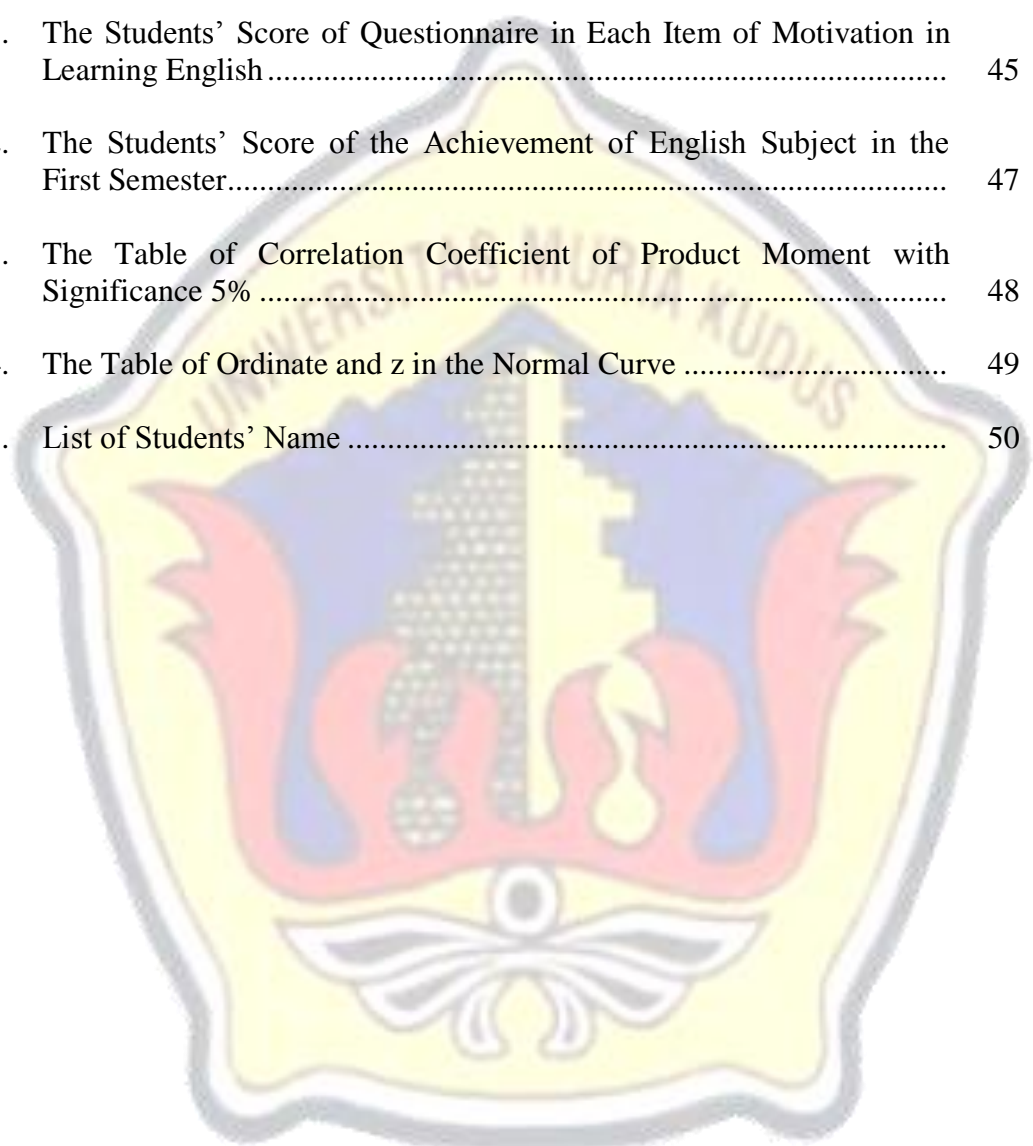 . The Students’ Score of Questionnaire in Each Item of Motivation in
Learning English ........................................................................................ 45
. The Students’ Score of the Achievement of English Subject in the
First Semester............................................................................................. 47
. The Table of Correlation Coefficient of Product Moment with
Significance 5% ......................................................................................... 48
. The Table of Ordinate and z in the Normal Curve .................................. 49
. List of Students’ Name .............................................................................. 50
UNIVERSITAS MURIA KUDUS